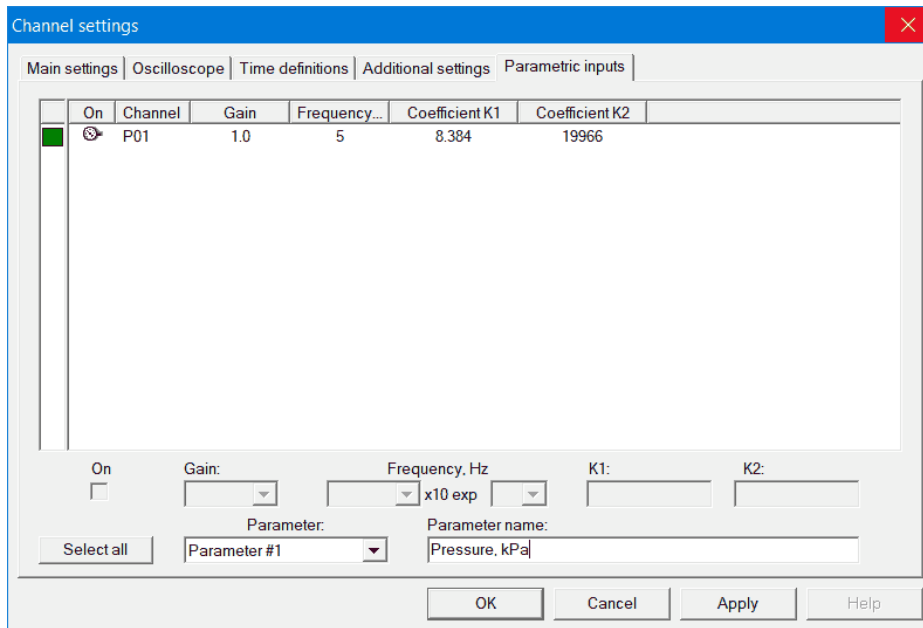 Channel settings
Main settings Oscilloscope Time definitions Additional settings Parametric inputs
On Channel Gain Frequency... Coefficient K1 Coefficient K2
P01 1.0 5 8.384 19966
On Gain: Frequency, Hz K1: K2:
x10 exp
Parameter: Parameter name:
Select all Parameter #1 Pressure, kPa
OK Cancel Apply Help